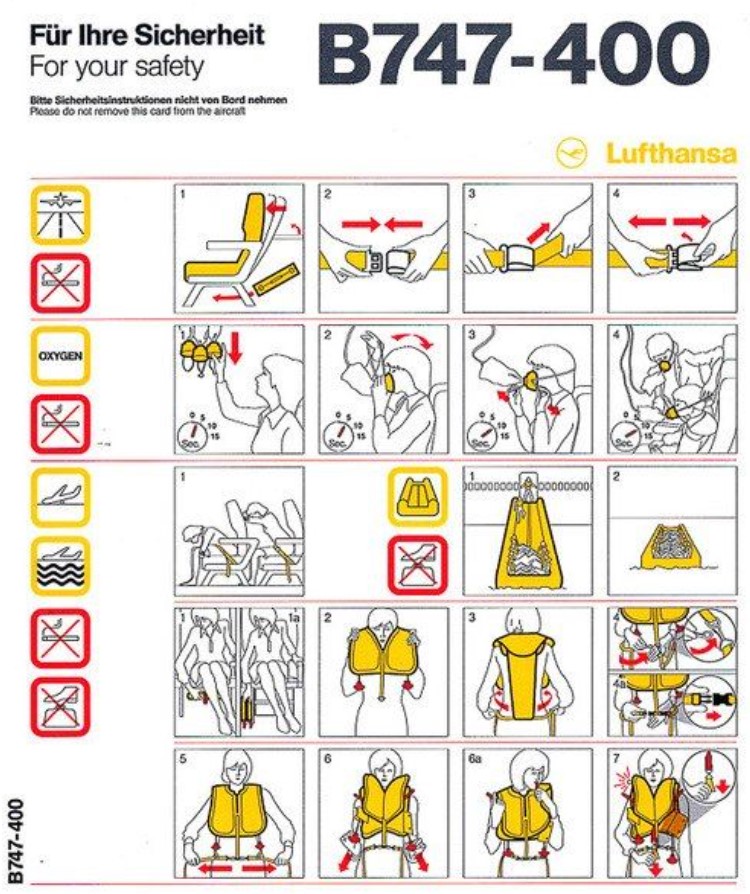 Für Ihre Sicherheit
For your safety
B747-400
Bitte Sicherheitsinstruktionen nicht von Bord nehmen
Please do not remove this card from the aircraft
Lufthansa
1 2 3 4
OXYGEN
2 3 4
0 5 10 15 Sec.
0 5 10 15 Sec.
0 5 10 15 Sec.
0 5 10 15 Sec.
1 1 2
1 1a 2 3 4
4a
5 6 6a 7
B747-400